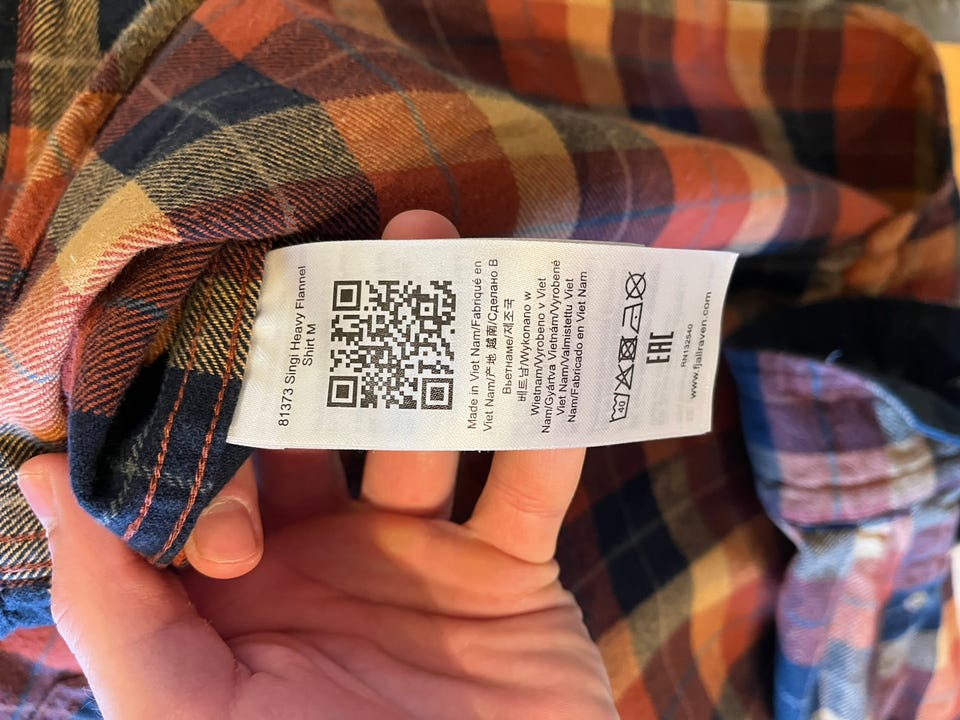 81373 Singi Heavy Flannel
Shirt M
Made in Viet Nam/Fabriqué en
Viet Nam/产地 越南/Сделано В
Вьетнаме/제조국
베트남/Wykonano w
Wietnam/Vyrobeno v Viet
Nam/Gyártva Vietnám/Vyrobené
Viet Nam/Valmistettu Viet
Nam/Fabricado en Viet Nam
40
EAC
RN132540
www.fjallraven.com